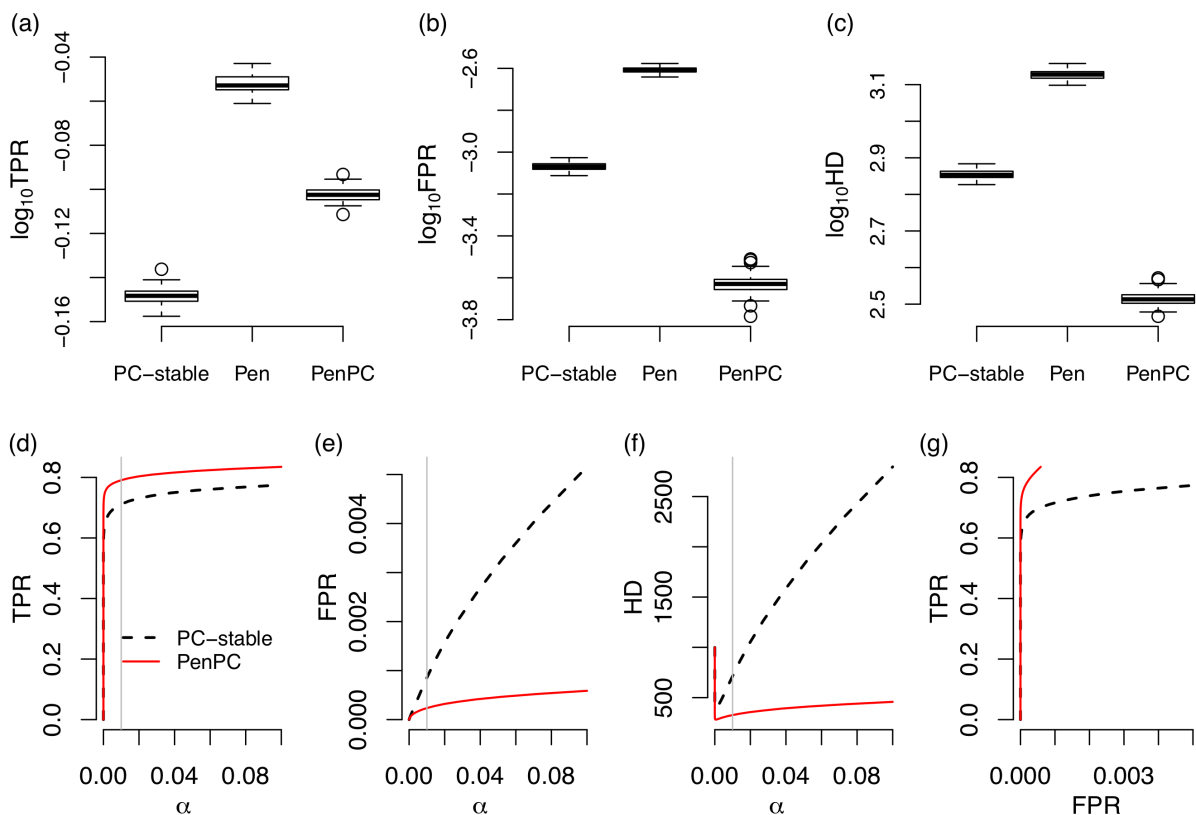 (a)
log10TPR
−0.04
−0.08
−0.12
−0.16
PC−stable Pen PenPC
(b)
log10FPR
−2.6
−3.0
−3.4
−3.8
PC−stable Pen PenPC
(c)
log10HD
3.1
2.9
2.7
2.5
PC−stable Pen PenPC
(d)
TPR
0.8
0.6
0.4
0.2
0.0
PC−stable
PenPC
0.00 0.04 0.08
α
(e)
FPR
0.004
0.002
0.000
0.00 0.04 0.08
α
(f)
HD
2500
1500
500
0.00 0.04 0.08
α
(g)
TPR
0.8
0.6
0.4
0.2
0.0
0.000 0.003
FPR